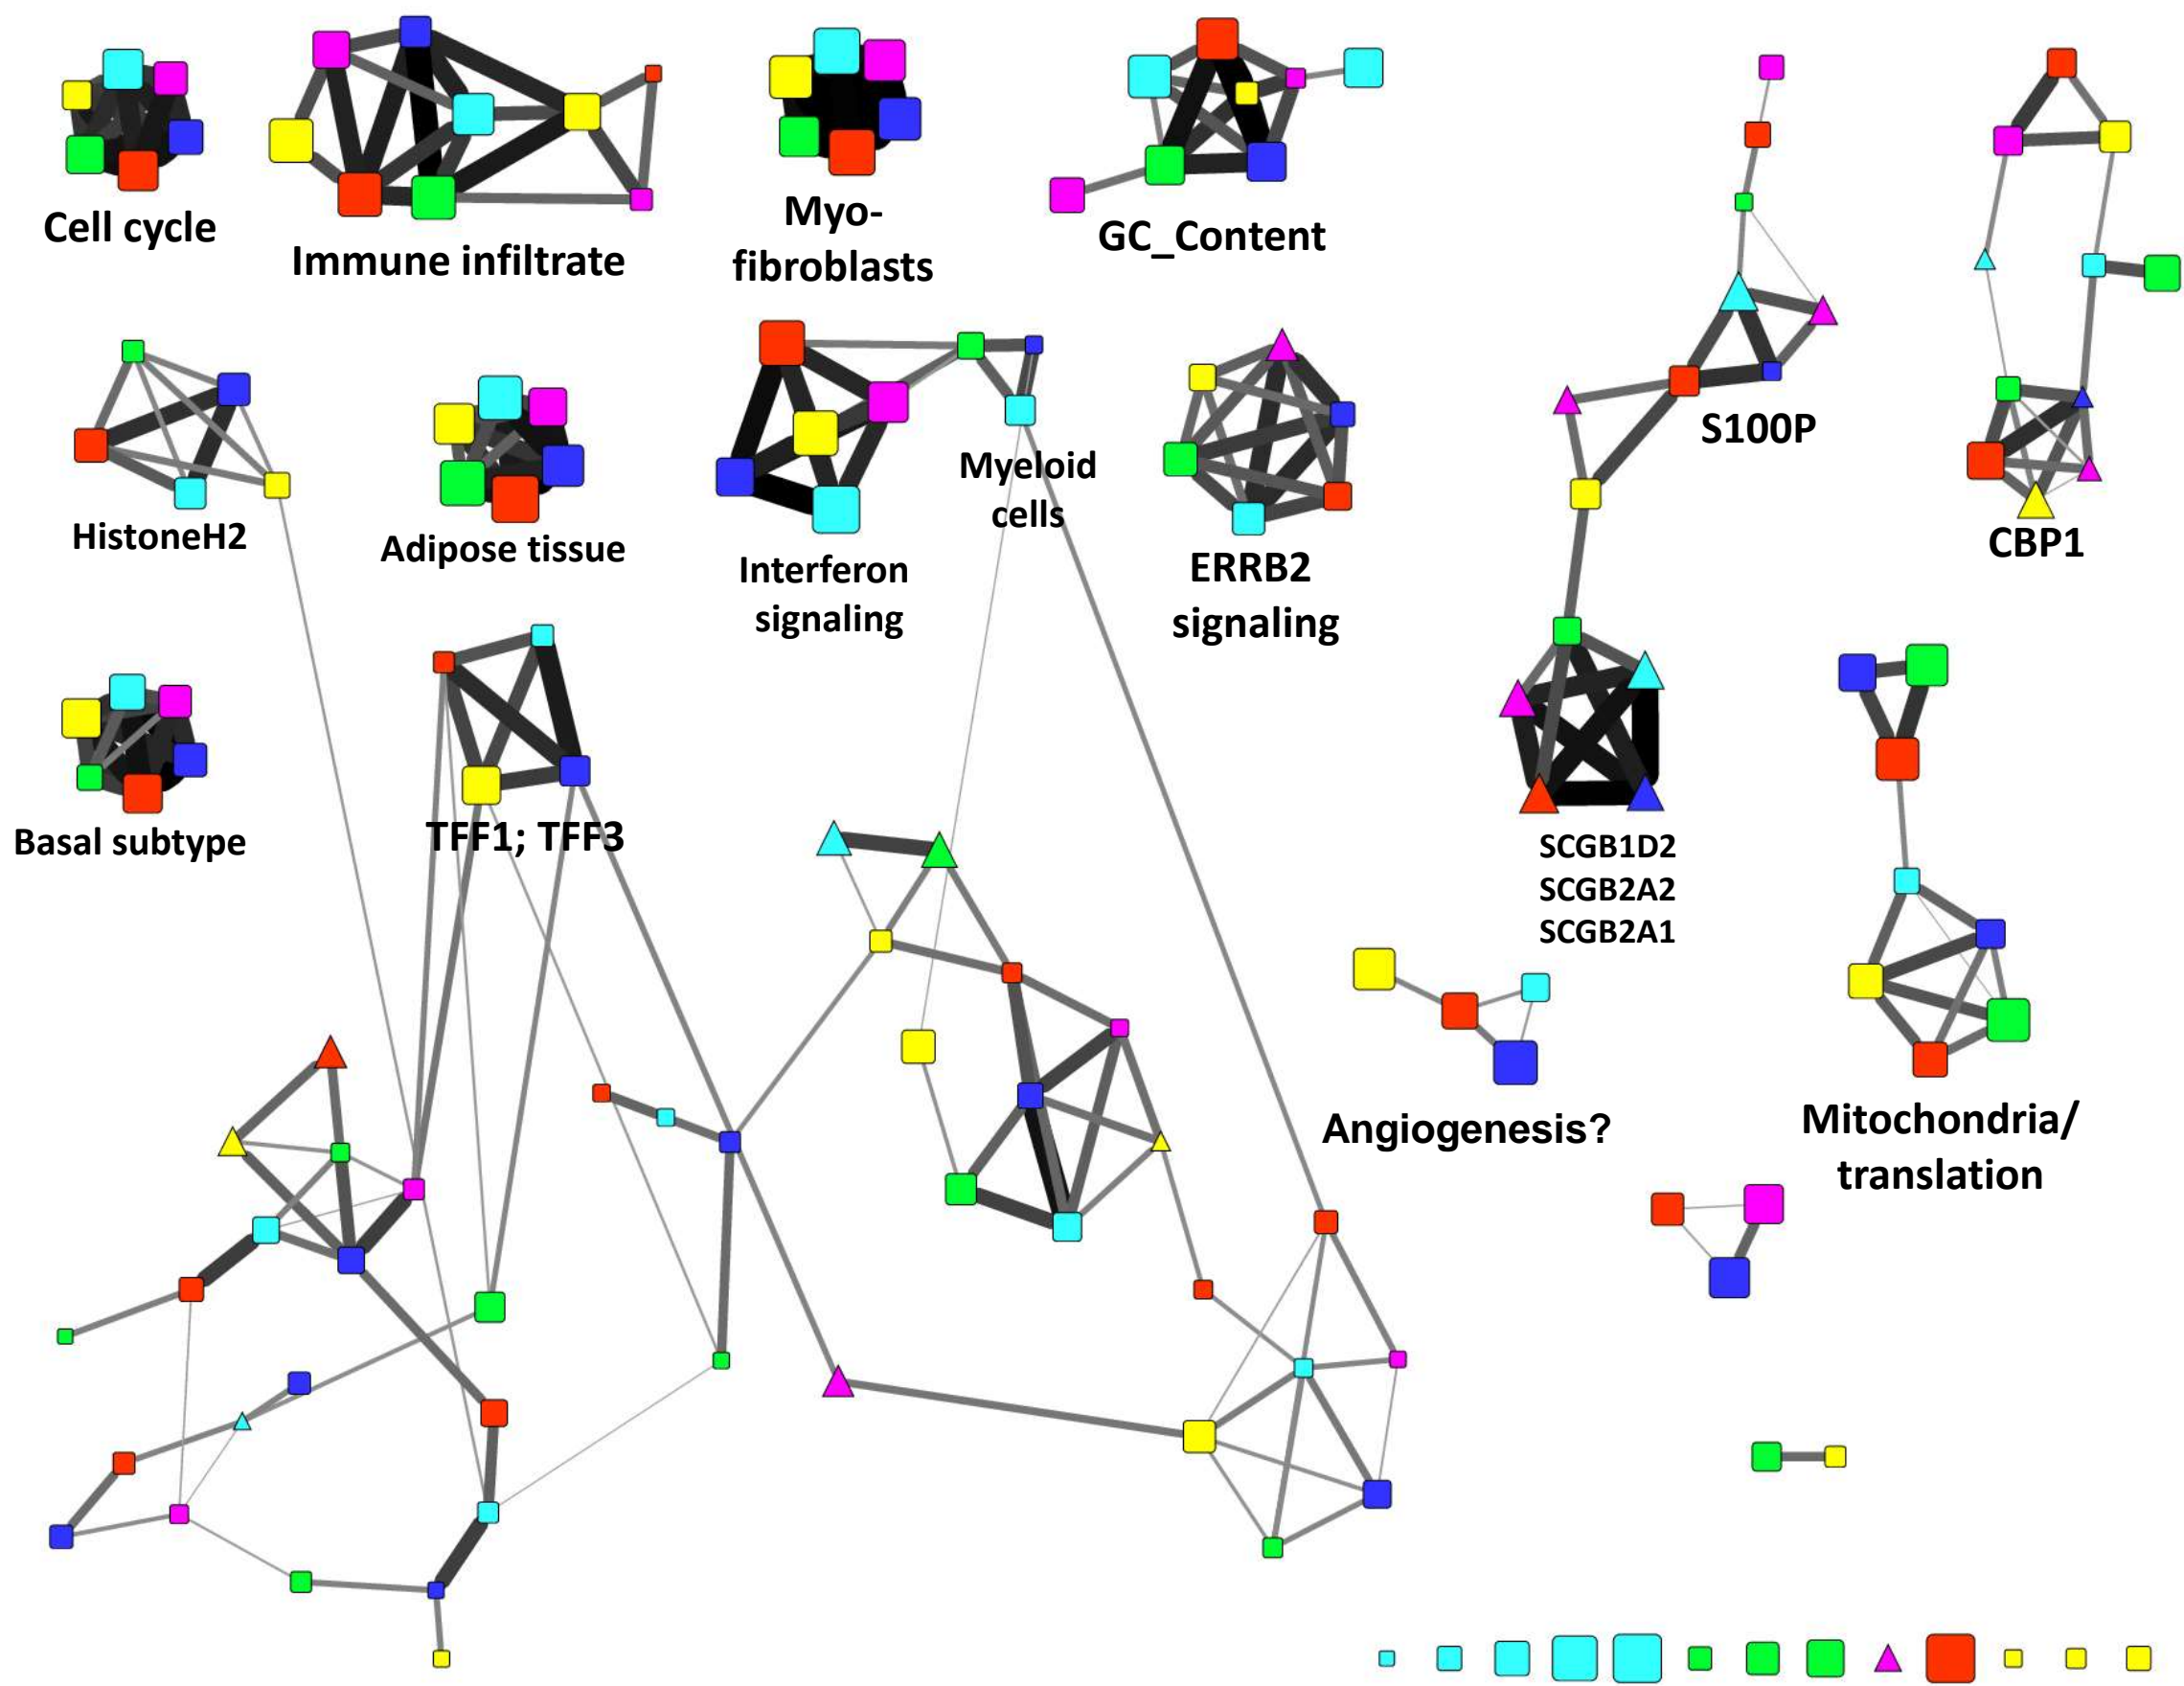 Cell cycle
Immune infiltrate
Myo-
fibroblasts
GC_Content
HistoneH2
Adipose tissue
Interferon
signaling
Myeloid
cells
ERRB2
signaling
S100P
CBP1
Basal subtype
TFF1; TFF3
SCGB1D2
SCGB2A2
SCGB2A1
Angiogenesis?
Mitochondria/
translation